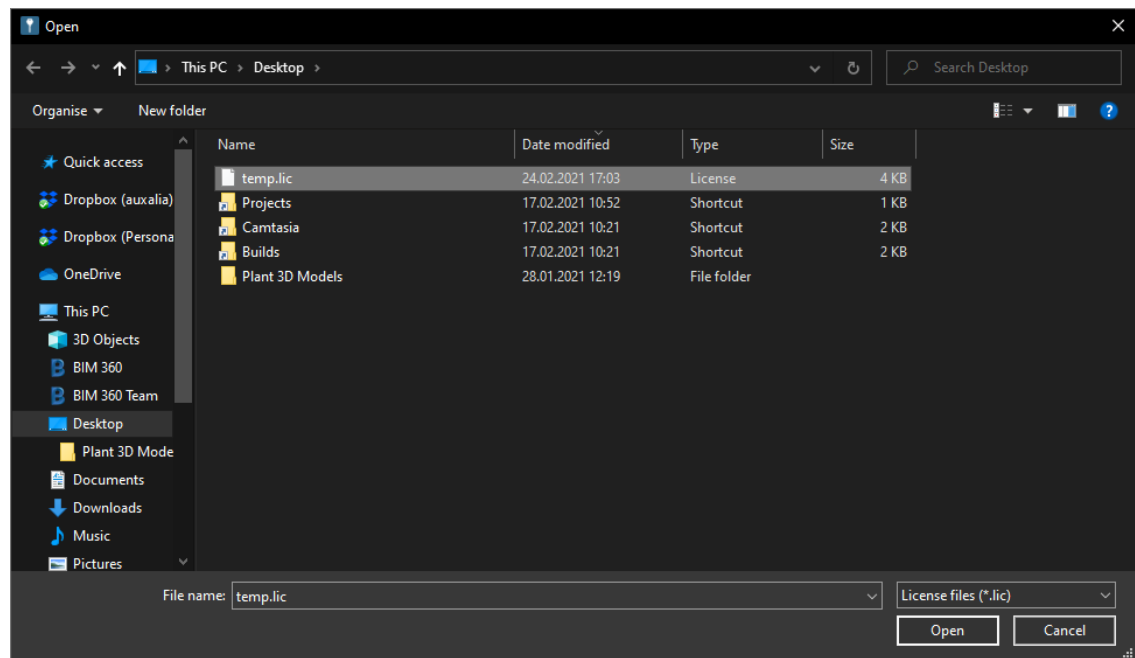 Open
This PC > Desktop >
Search Desktop
Organise
New folder
Name Date modified Type Size
Quick access
Dropbox (auxalia)
Dropbox (Persona
OneDrive
This PC
3D Objects
BIM 360
BIM 360 Team
Desktop
Plant 3D Mode
Documents
Downloads
Music
Pictures
temp.lic 24.02.2021 17:03 License 4 KB
Projects 17.02.2021 10:52 Shortcut 1 KB
Camtasia 17.02.2021 10:21 Shortcut 2 KB
Builds 17.02.2021 10:21 Shortcut 2 KB
Plant 3D Models 28.01.2021 12:19 File folder
File name: temp.lic
License files (*.lic)
Open Cancel